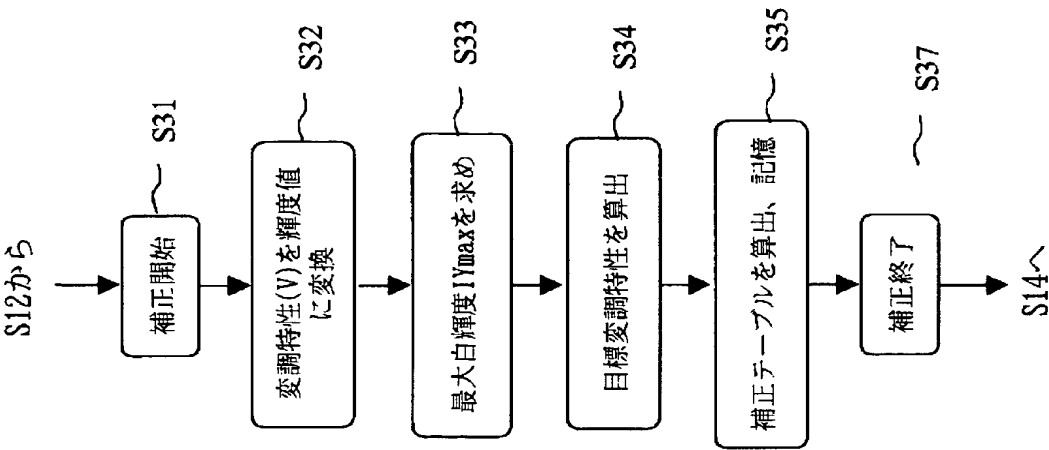 S12から
補正開始
S31
変調特性(V)を輝度値
に変換
S32
最大白輝度IYmaxを求め
S33
目標変調特性を算出
S34
補正テーブルを算出、記憶
S35
補正終了
S37
S14へ